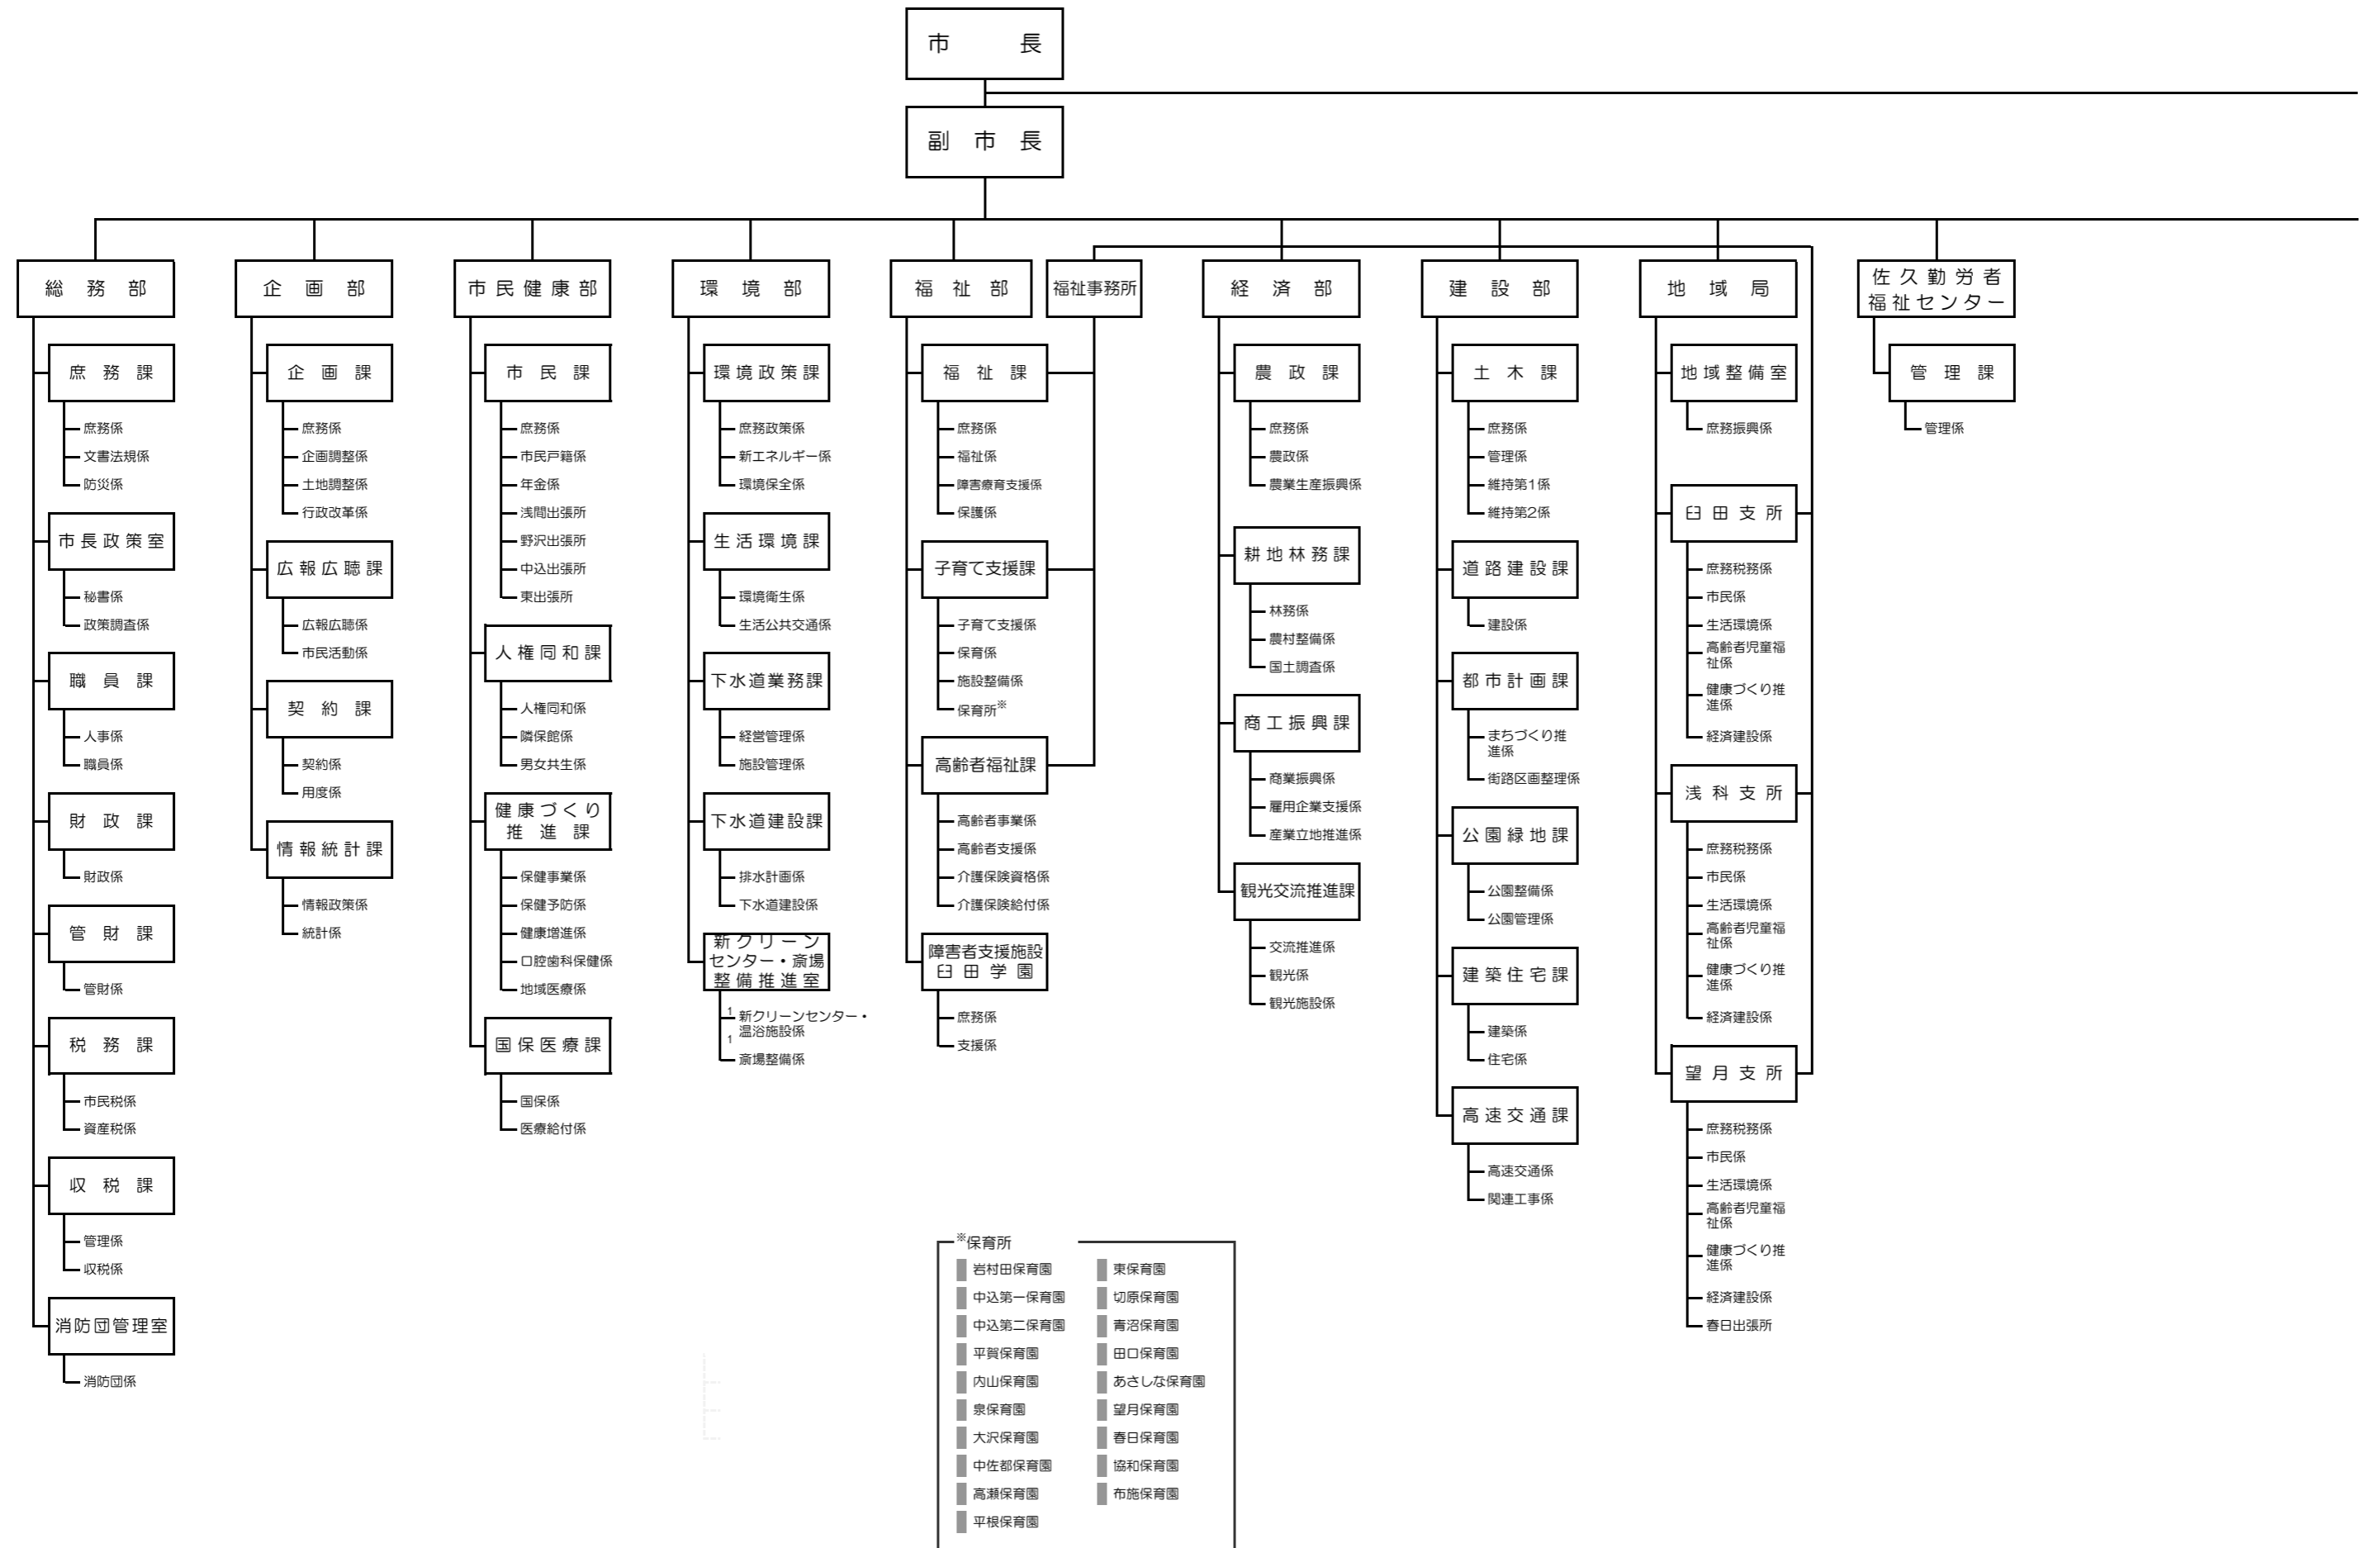 市長
副市長
総務部
庶務課
庶務係
文書法規係
防災係
市長政策室
秘書係
政策調査係
職員課
人事係
職員係
財政課
財政係
管財課
管財係
税務課
市民税係
資産税係
収税課
管理係
収税係
消防団管理室
消防団係
企画部
企画課
庶務係
企画調整係
土地調整係
行政改革係
広報広聴課
広報広聴係
市民活動係
契約課
契約係
用度係
情報統計課
情報政策係
統計係
市民健康部
市民課
庶務係
市民戸籍係
年金係
浅間出張所
野沢出張所
中込出張所
東出張所
人権同和課
人権同和係
隣保館係
男女共生係
健康づくり
推進課
保健事業係
保健予防係
健康増進係
口腔歯科保健係
地域医療係
国保医療課
国保係
医療給付係
環境部
環境政策課
庶務政策係
新エネルギー係
環境保全係
生活環境課
環境衛生係
生活公共交通係
下水道業務課
経営管理係
施設管理係
下水道建設課
排水計画係
下水道建設係
新クリーン
センター・斎場
整備推進室
1
新クリーンセンター・
温浴施設係
1
斎場整備係
福祉部
福祉課
庶務係
福祉係
障害療育支援係
保護係
子育て支援課
子育て支援係
保育係
施設整備係
保育所※
高齢者福祉課
高齢者事業係
高齢者支援係
介護保険資格係
介護保険給付係
障害者支援施設
臼田学園
庶務係
支援係
福祉事務所
経済部
農政課
庶務係
農政係
農業生産振興係
耕地林務課
林務係
農村整備係
国土調査係
商工振興課
商業振興係
雇用企業支援係
産業立地推進係
観光交流推進課
交流推進係
観光係
観光施設係
建設部
土木課
庶務係
管理係
維持第1係
維持第2係
道路建設課
建設係
都市計画課
まちづくり推
進係
街路区画整理係
公園緑地課
公園整備係
公園管理係
建築住宅課
建築係
住宅係
高速交通課
高速交通係
関連工事係
地域局
地域整備室
庶務振興係
臼田支所
庶務税務係
市民係
生活環境係
高齢者児童福
祉係
健康づくり推
進係
経済建設係
浅科支所
庶務税務係
市民係
生活環境係
高齢者児童福
祉係
健康づくり推
進係
経済建設係
望月支所
庶務税務係
市民係
生活環境係
高齢者児童福
祉係
健康づくり推
進係
経済建設係
春日出張所
佐久勤労者
福祉センター
管理課
管理係
※保育所
岩村田保育園
中込第一保育園
中込第二保育園
平賀保育園
内山保育園
泉保育園
大沢保育園
中佐都保育園
高瀬保育園
平根保育園
東保育園
切原保育園
青沼保育園
田口保育園
あさしな保育園
望月保育園
春日保育園
協和保育園
布施保育園